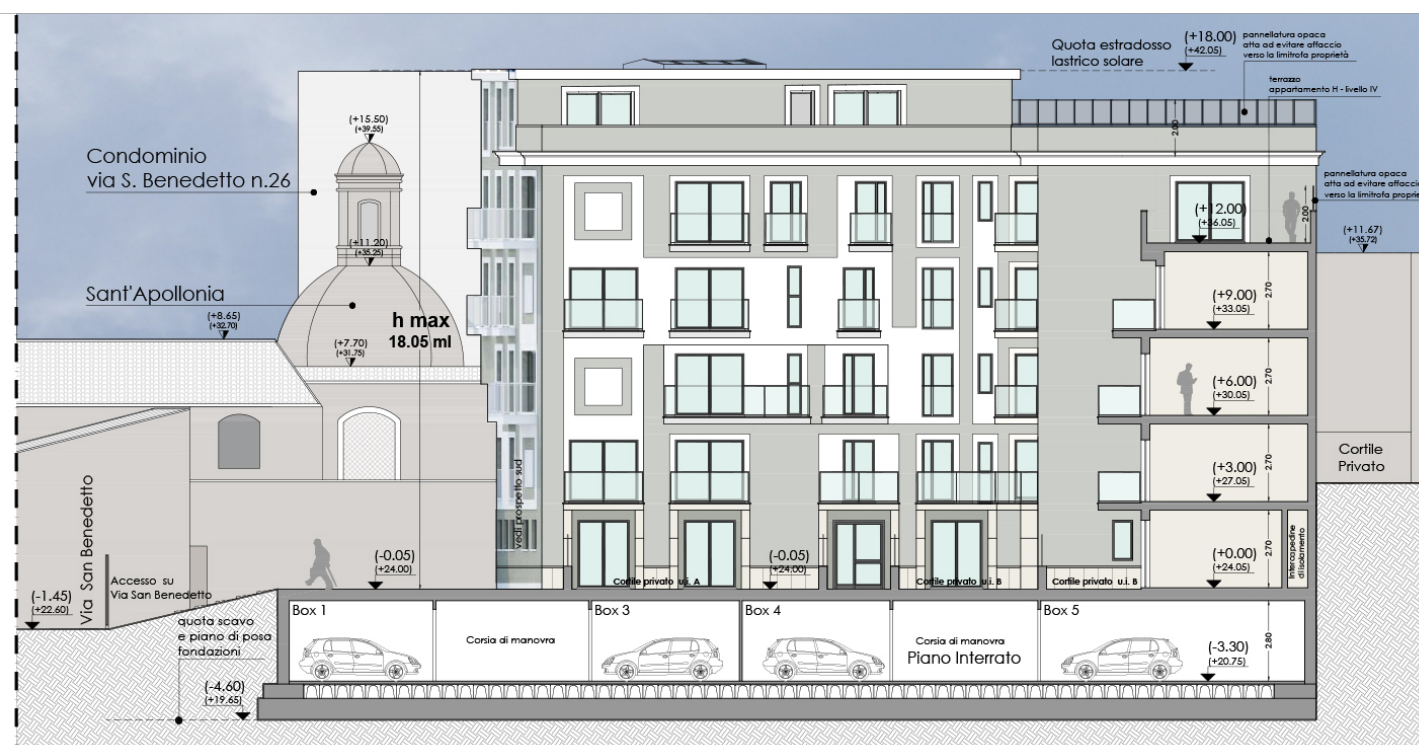 Quota estradosso
lastrico solare
(+18.00)
(+42.05)
pannellatura opaca
atta ad evitare affaccio
verso la limitrofa proprietà
terrazzo
appartamento H - livello IV
2.00
(+15.50)
(+39.55)
Condominio
via S. Benedetto n.26
pannellatura opaca
atta ad evitare affaccio
verso la limitrofa proprie
2.00
(+12.00)
(+36.05)
(+11.67)
(+35.72)
(+11.20)
(+35.25)
Sant'Apollonia
(+8.65)
(+32.70)
h max
18.05 ml
(+7.70)
(+31.75)
(+9.00)
(+33.05)
2.70
(+6.00)
(+30.05)
2.70
(+3.00)
(+27.05)
2.70
Cortile
Privato
vedi prospetto sud
(+0.00)
(+24.05)
2.70
Intercapedine
di isolamento
(-0.05)
(+24.00)
(-0.05)
(+24.00)
Cortile privato u.i. A
Cortile privato u.i. B
Cortile privato u.i. B
Via San Benedetto
Accesso su
Via San Benedetto
(-1.45)
(+22.60)
quota scavo
e piano di posa
fondazioni
(-4.60)
(+19.65)
Box 1
Corsia di manovra
Box 3
Box 4
Corsia di manovra
Piano Interrato
Box 5
(-3.30)
(+20.75)
2.80